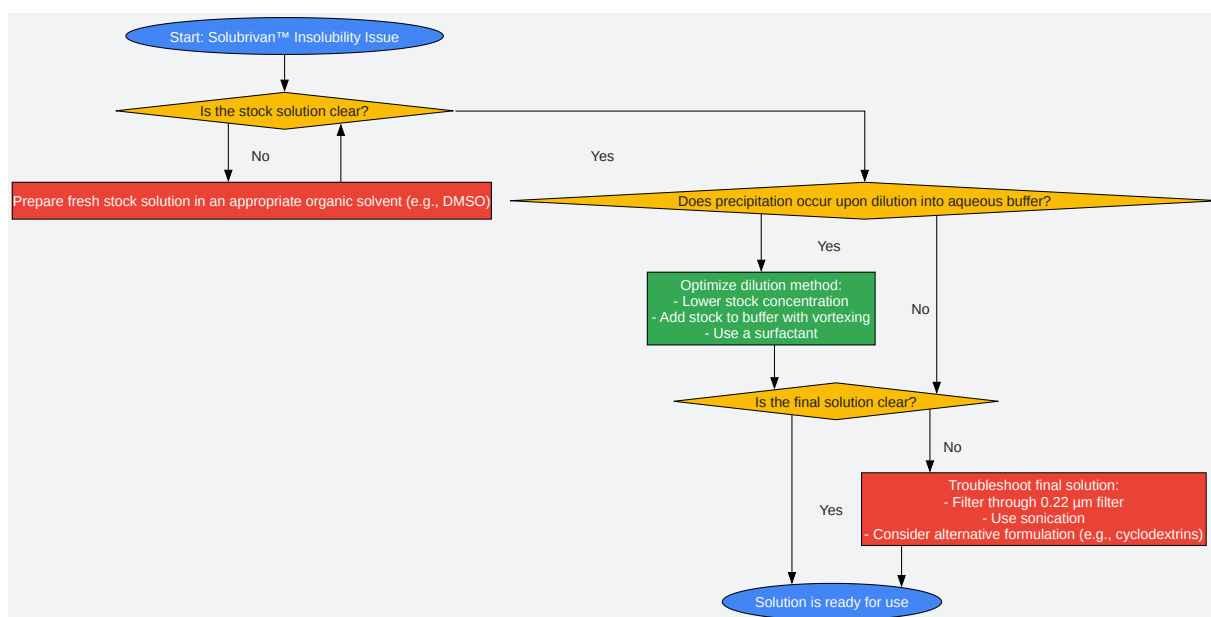 Start: Solubrivan™ Insolubility Issue
Is the stock solution clear?
No
Yes
Prepare fresh stock solution in an appropriate organic solvent (e.g., DMSO)
Does precipitation occur upon dilution into aqueous buffer?
Yes
Optimize dilution method:
- Lower stock concentration
- Add stock to buffer with vortexing
- Use a surfactant
No
Is the final solution clear?
No
Troubleshoot final solution:
- Filter through 0.22 µm filter
- Use sonication
- Consider alternative formulation (e.g., cyclodextrins)
Yes
Solution is ready for use